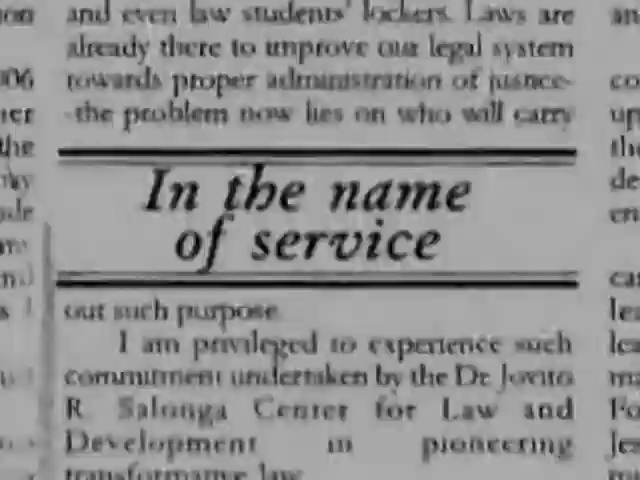 and even law students' lockers. Laws are
already there to improve our legal system
towards proper administration of justice-
-the problem now lies on who will carry
In the name
of service
out such purpose.
I am privileged to experience such
commitment undertaken by the Dr. Jovito
R. Salonga Center for Law and
Development in pioneering
transformative law